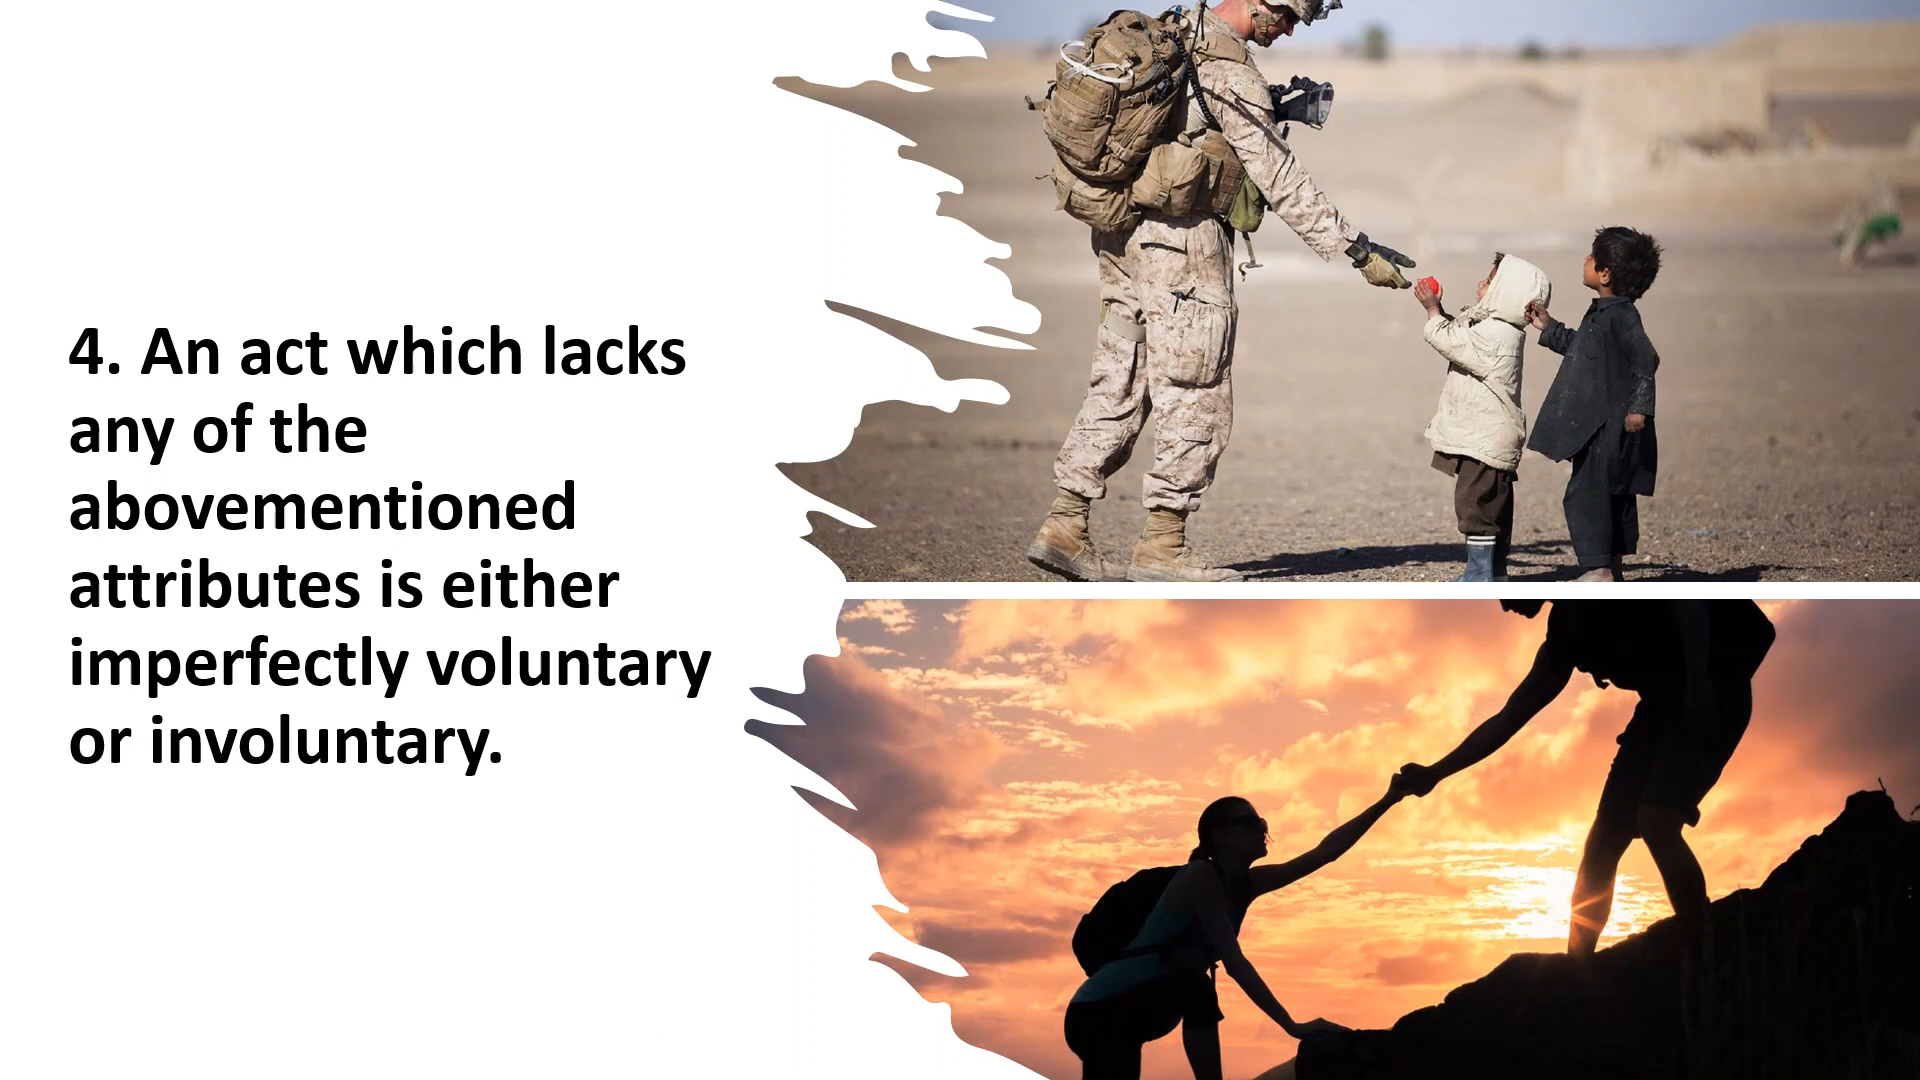 4. An act which lacks
any of the
abovementioned
attributes is either
imperfectly voluntary
or involuntary.